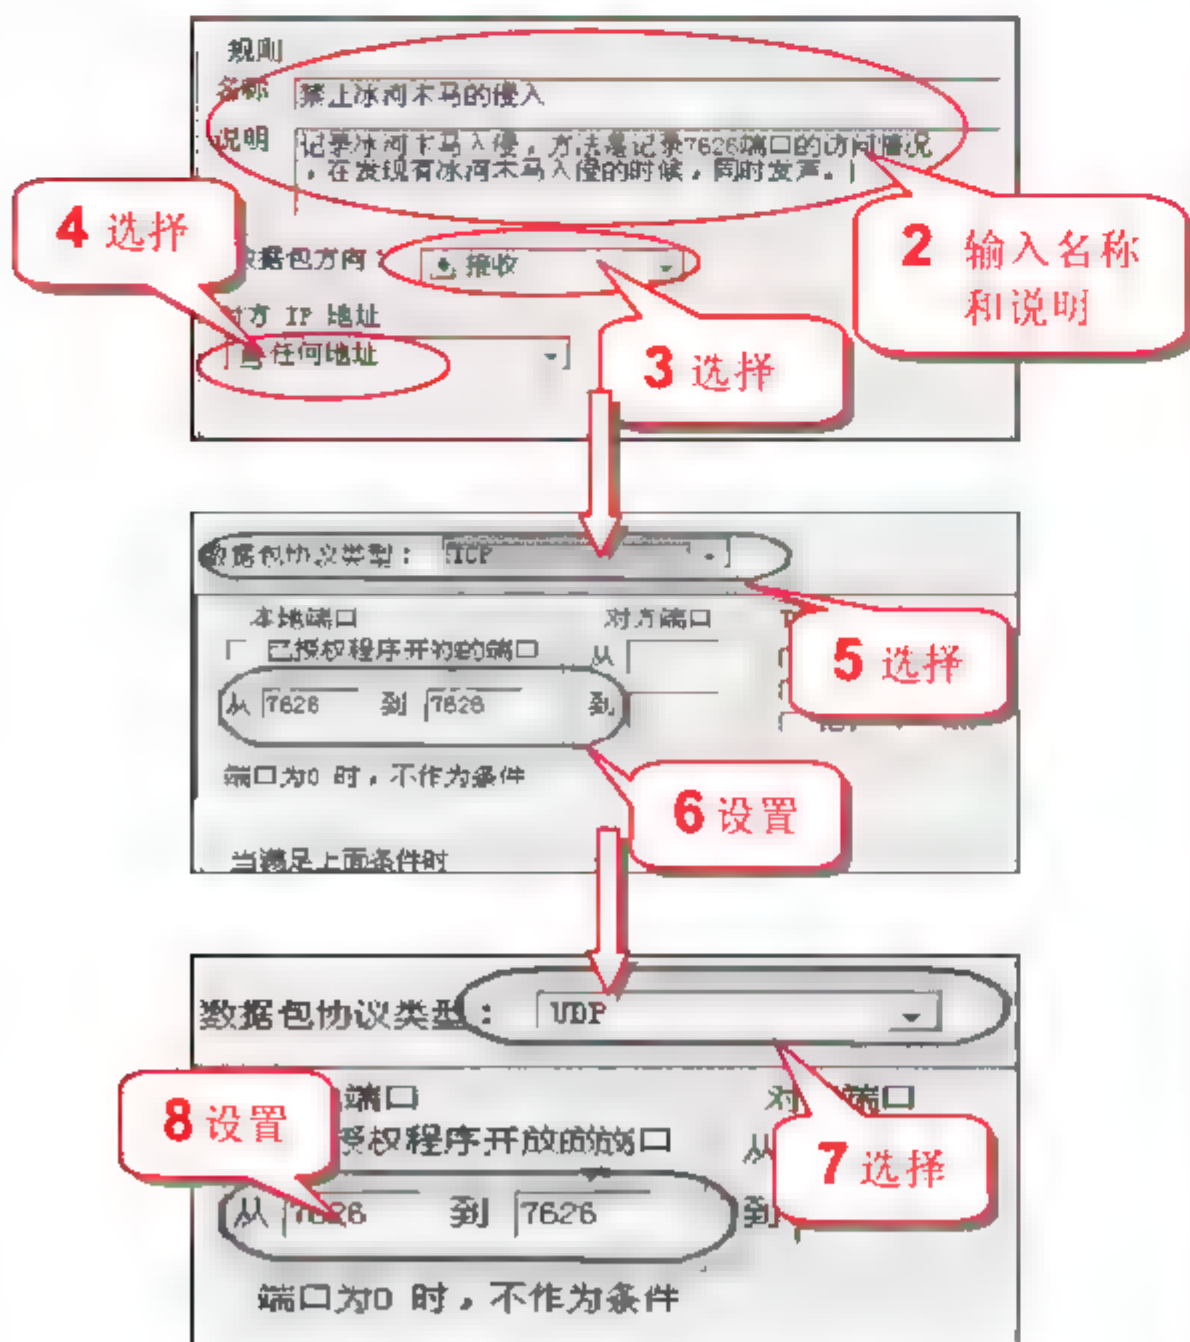 规则
名称 禁止冰河木马的侵入
说明 记录冰河木马入侵,方法是记录7626端口的访问情况
,在发现有冰河木马入侵的时候,同时发声。
4 选择
2 输入名称
和说明
数据包方向: 接收
对方 IP 地址
任何地址
3 选择
数据包协议类型: TCP
本地端口 对方端口
已授权程序开放的端口 从
5 选择
从 7626 到 7626 到
端口为0 时,不作为条件
6 设置
当满足上面条件时
数据包协议类型: UDP
8 设置
端口 对 端口
授权程序开放的端口 从
7 选择
从 7626 到 7626 到
端口为0 时,不作为条件